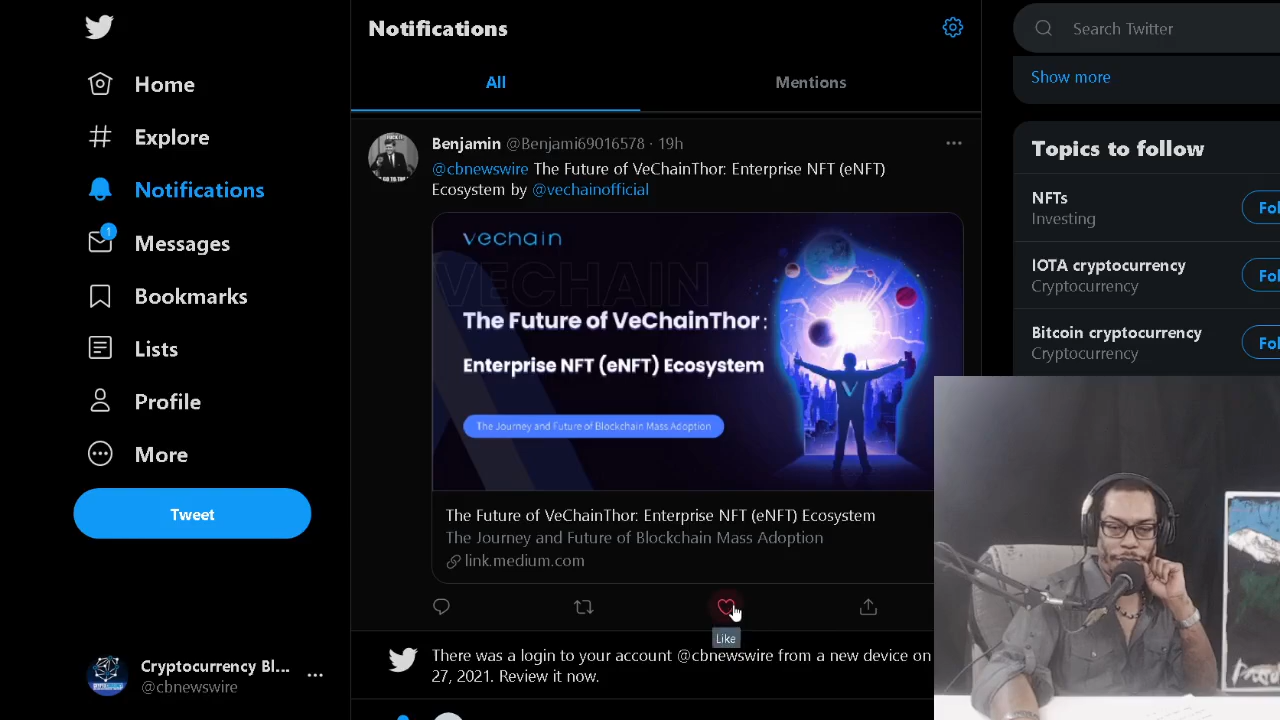 Home
Explore
Notifications
1
Messages
Bookmarks
Lists
Profile
More
Tweet
Cryptocurrency Bl...
@cbnewswire
Notifications
All
Mentions
Benjamin @Benjami69016578 · 19h
@cbnewswire The Future of VeChainThor: Enterprise NFT (eNFT)
Ecosystem by @vechainofficial
vechain
VECHAIN
The Future of VeChainThor :
Enterprise NFT (eNFT) Ecosystem
The Journey and Future of Blockchain Mass Adoption
The Future of VeChainThor: Enterprise NFT (eNFT) Ecosystem
The Journey and Future of Blockchain Mass Adoption
link.medium.com
Like
There was a login to your account @cbnewswire from a new device on
27, 2021. Review it now.
Search Twitter
Show more
Topics to follow
NFTs
Investing
Fol
IOTA cryptocurrency
Cryptocurrency
Fol
Bitcoin cryptocurrency
Cryptocurrency
Fol